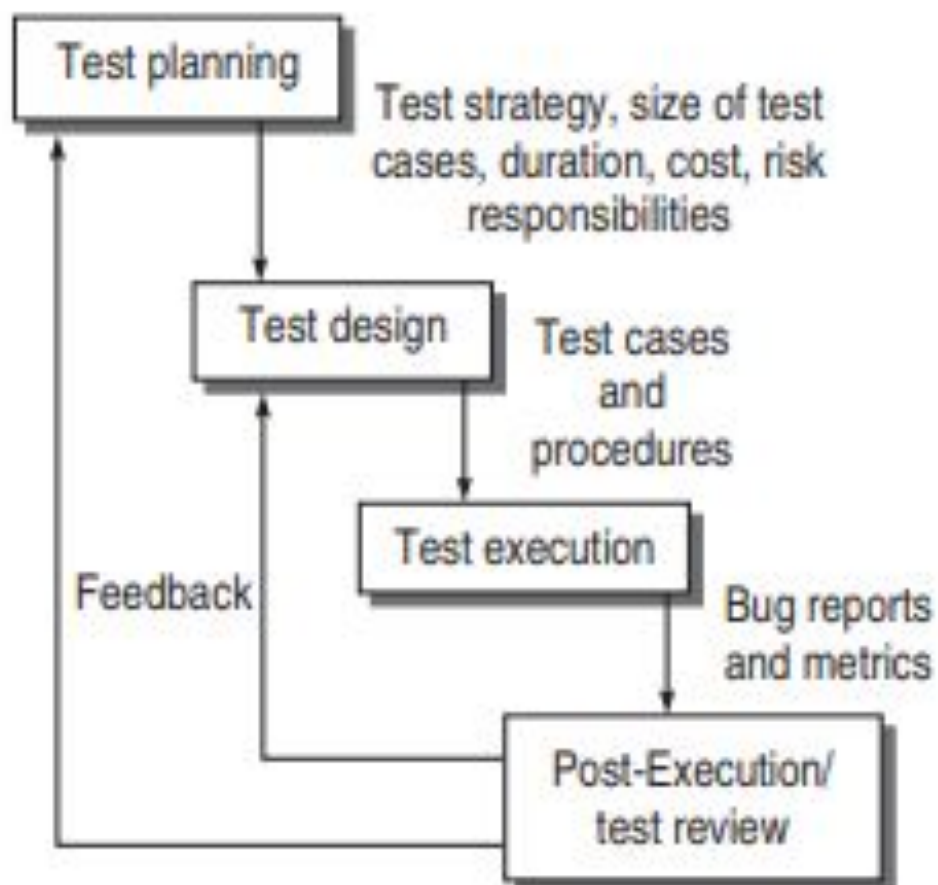 Test planning
Test strategy, size of test
cases, duration, cost, risk
responsibilities
Test design
Test cases
and
procedures
Test execution
Feedback
Bug reports
and metrics
Post-Execution/
test review